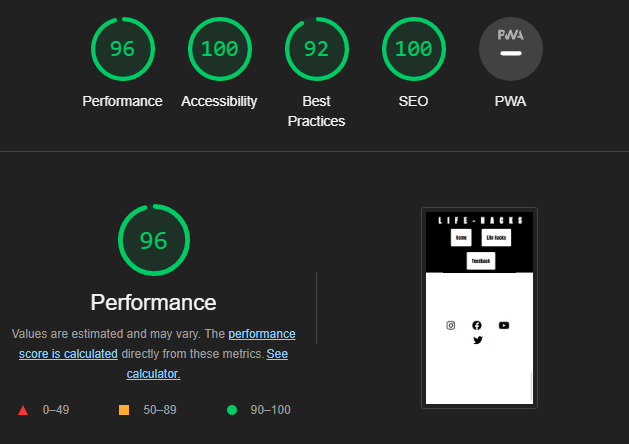 96
100
92
100
PWA
Performance
Accessibility
Best
Practices
SEO
PWA
96
Performance
Values are estimated and may vary. The performance
score is calculated directly from these metrics. See
calculator.
0–49
50–89
90–100
LIFE-HACKS
Home
Life Hacks
Feedback